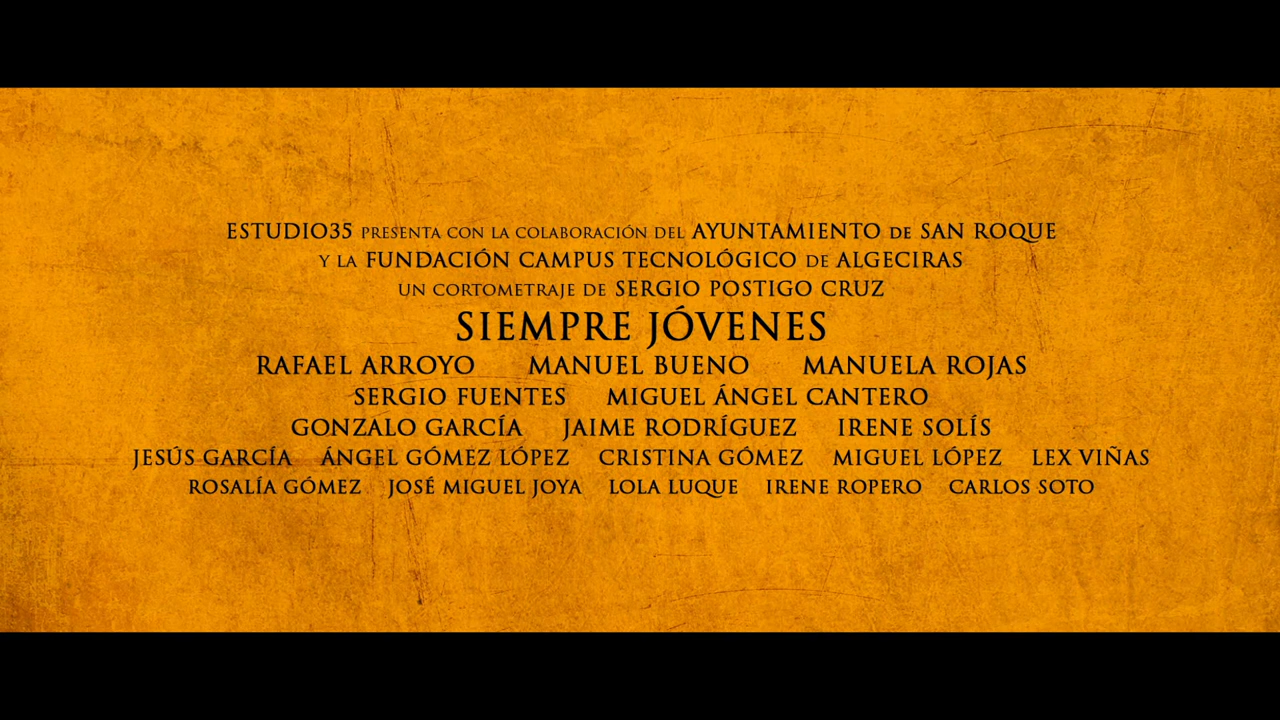 ESTUDIO35 PRESENTA CON LA COLABORACIÓN DEL AYUNTAMIENTO DE SAN ROQUE
Y LA FUNDACIÓN CAMPUS TECNOLÓGICO DE ALGECIRAS
UN CORTOMETRAJE DE SERGIO POSTIGO CRUZ
SIEMPRE JÓVENES
RAFAEL ARROYO MANUEL BUENO MANUELA ROJAS
SERGIO FUENTES MIGUEL ÁNGEL CANTERO
GONZALO GARCÍA JAIME RODRÍGUEZ IRENE SOLÍS
JESÚS GARCÍA ÁNGEL GÓMEZ LÓPEZ CRISTINA GÓMEZ MIGUEL LÓPEZ LEX VIÑAS
ROSALÍA GÓMEZ JOSÉ MIGUEL JOYA LOLA LUQUE IRENE ROPERO CARLOS SOTO